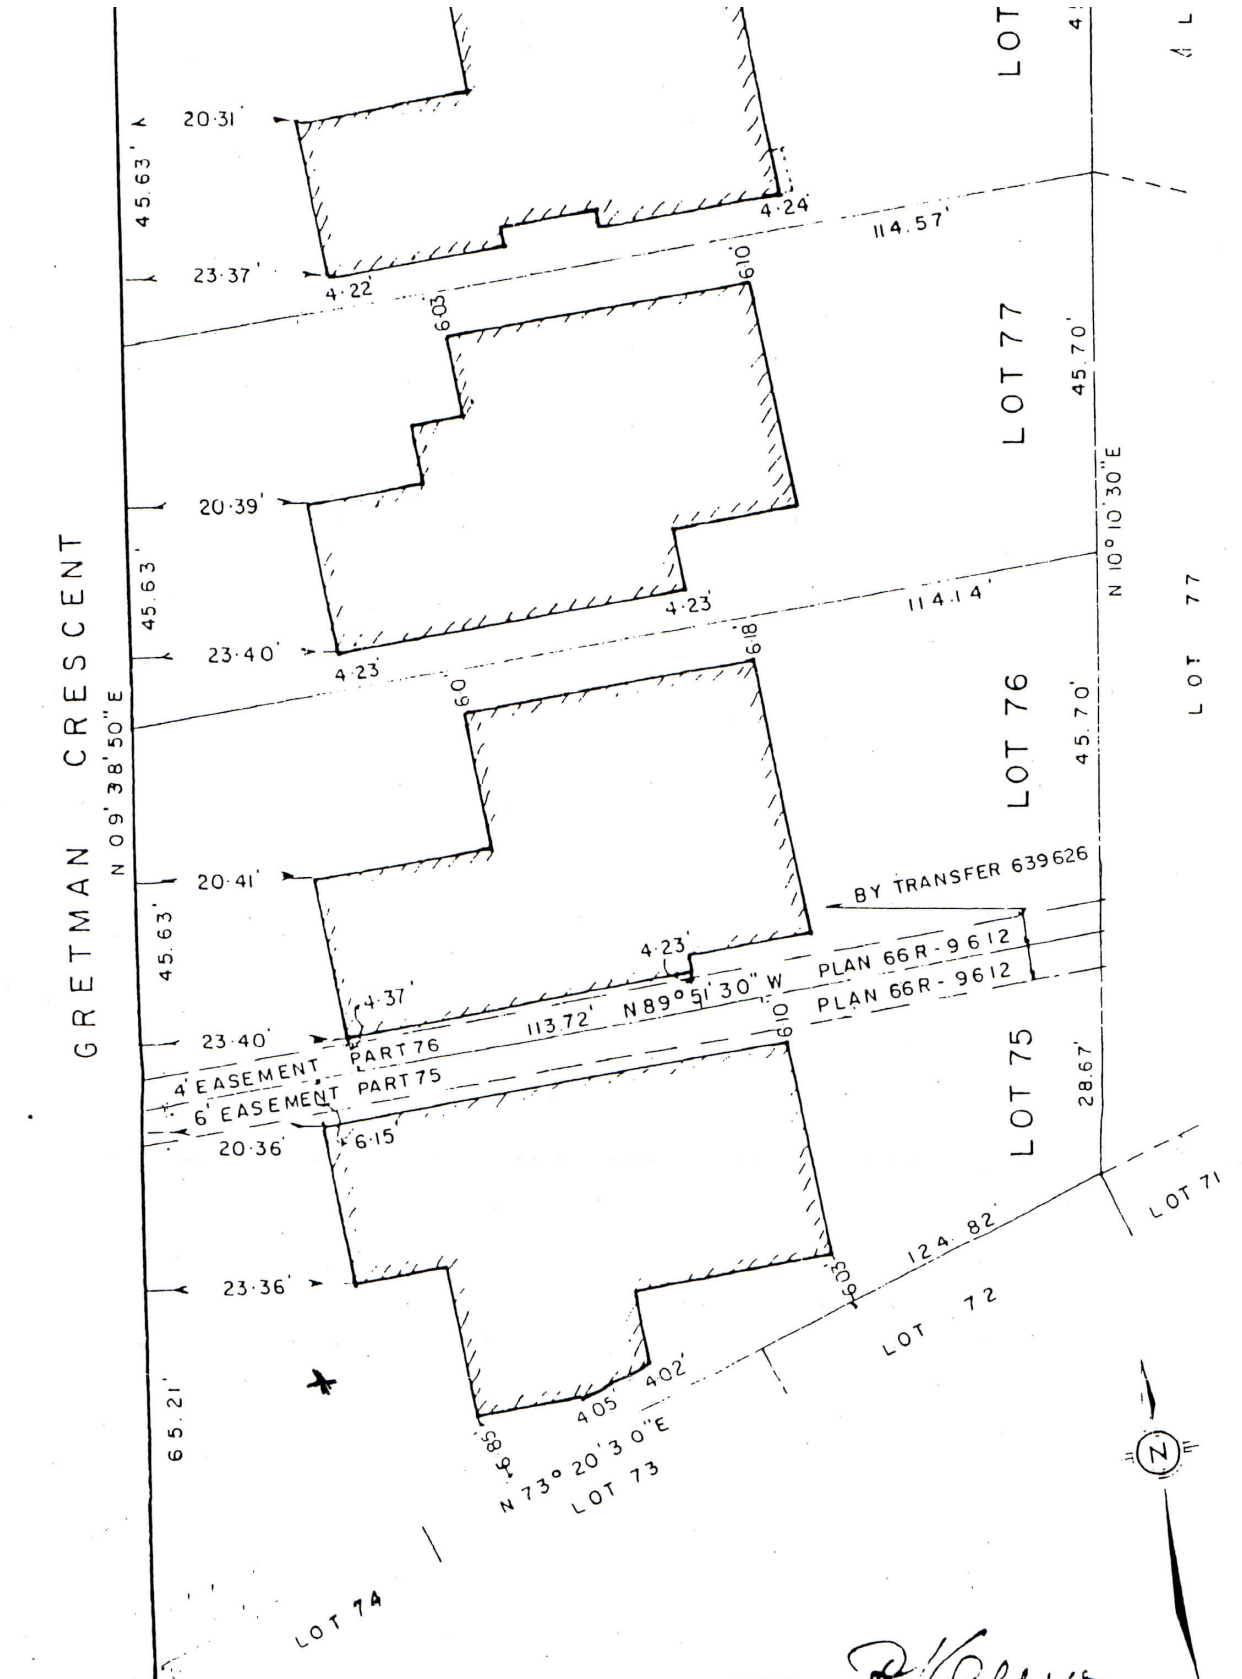 LOT
20.31'
45.63'
4.24'
114.57'
23.37'
4.22'
6.03
6.10'
LOT 77
45.70'
20.39'
N 10° 10' 30" E
45.63'
4.23'
114.14'
23.40'
4.23'
GRETMAN CRESCENT
N 09° 38' 50" E
LOT 77
6.0
6.18'
LOT 76
45.70'
20.41'
BY TRANSFER 639626
45.63'
4.23'
PLAN 66R-9612
4.37'
N 89° 51' 30" W
PLAN 66R-9612
113.72'
23.40'
PART 76
4' EASEMENT
PART 75
6' EASEMENT
6.10
LOT 75
28.67'
20.36'
6.15'
LOT 71
124.82'
23.36'
6.03'
LOT 72
65.21'
4.02'
4.05'
6.85'
N 73° 20' 30" E
LOT 73
N
LOT 74